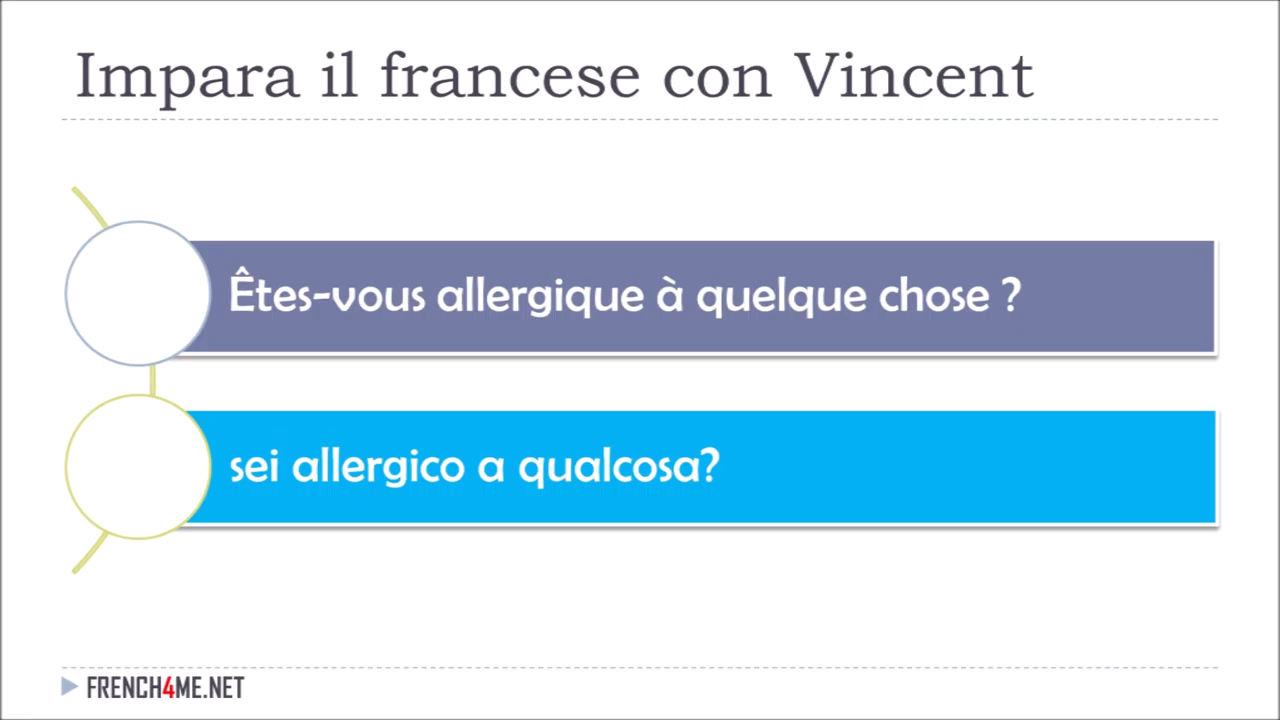 Impara il francese con Vincent
Êtes-vous allergique à quelque chose ?
sei allergico a qualcosa?
FRENCH4ME.NET